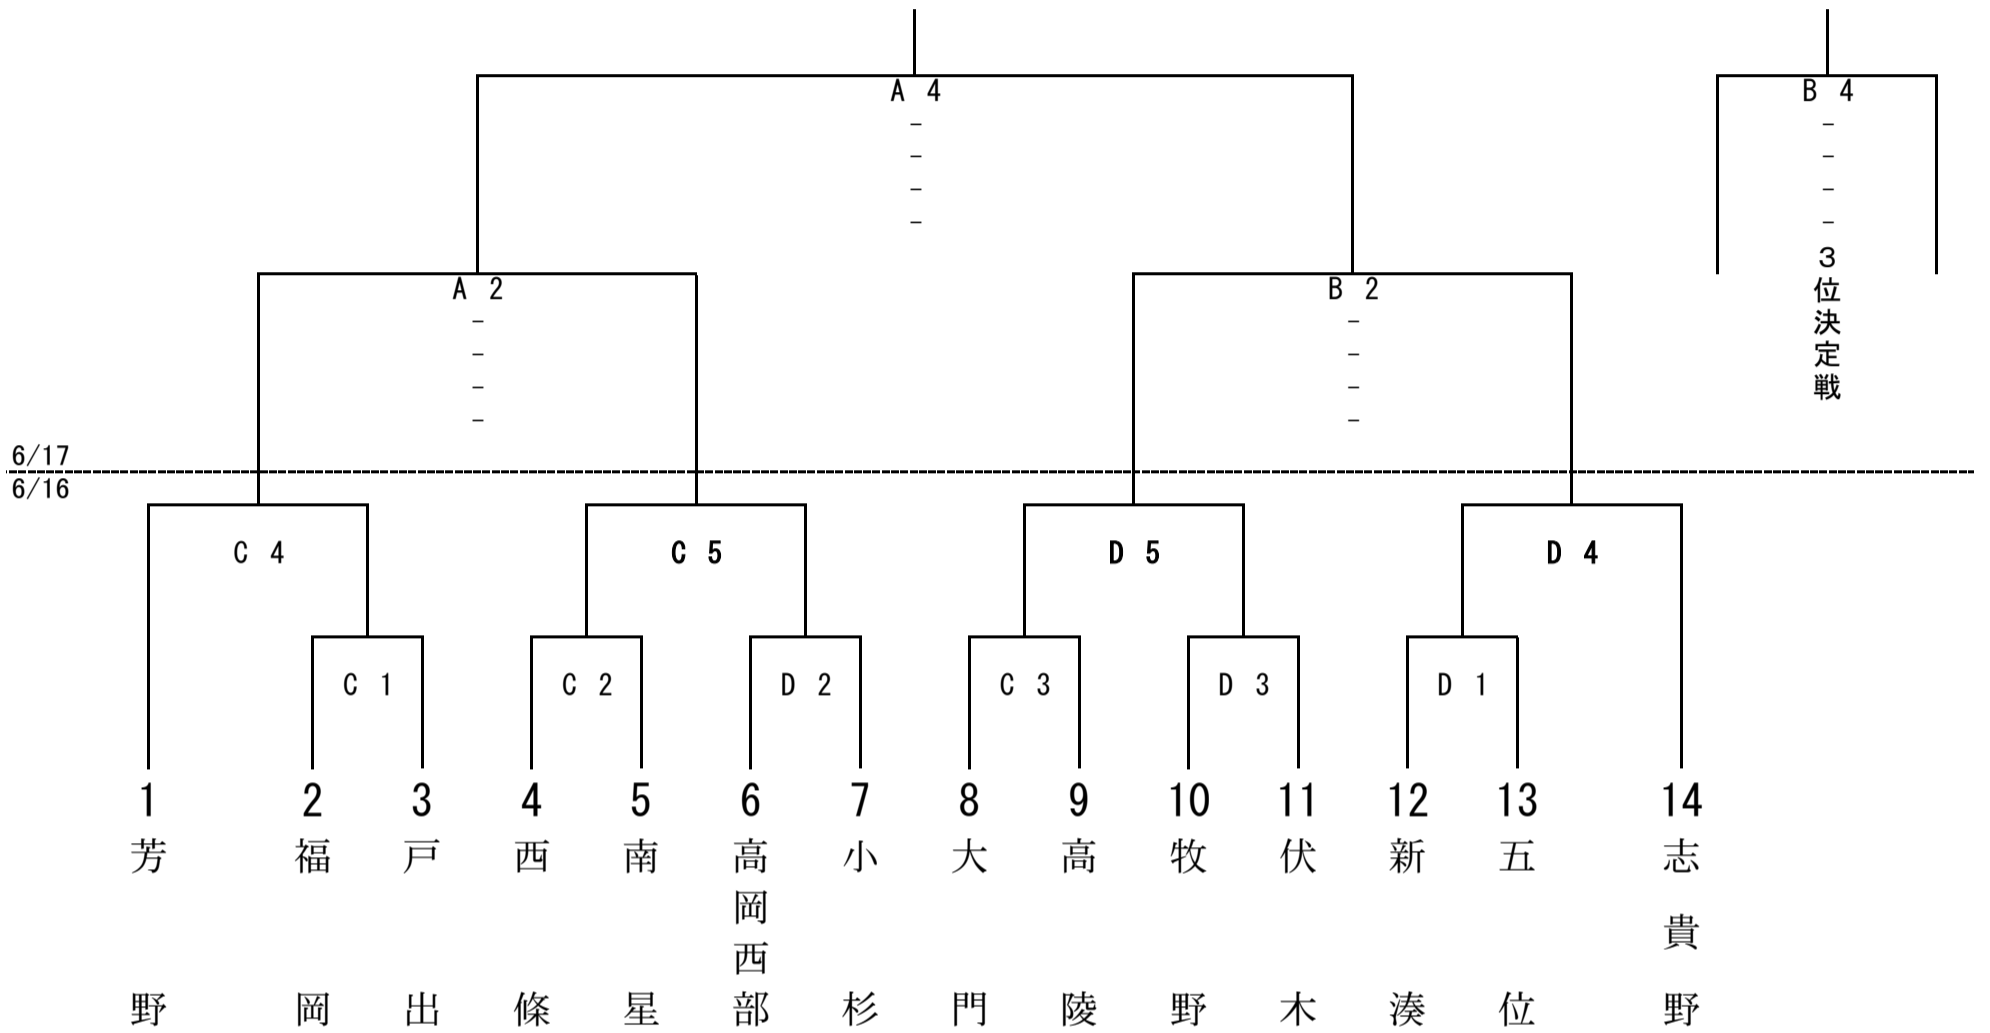 A 4
B 4
-
-
-
-
-
-
-
-
3位決定戦
A 2
B 2
-
-
-
-
-
-
-
-
6/17
6/16
C 4
C 5
D 5
D 4
C 1
C 2
D 2
C 3
D 3
D 1
1
2
3
4
5
6
7
8
9
10
11
12
13
14
芳野
福岡
戸出
西條
南星
高岡西部
小杉
大門
高陵
牧野
伏木
新湊
五位
志貴野